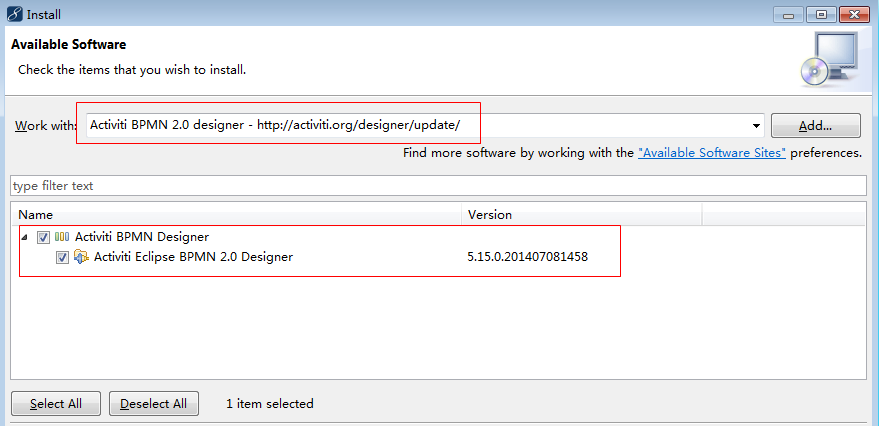 Install
Available Software
Check the items that you wish to install.
Work with: Activiti BPMN 2.0 designer - http://activiti.org/designer/update/ Add...
Find more software by working with the "Available Software Sites" preferences.
type filter text
Name Version
Activiti BPMN Designer
Activiti Eclipse BPMN 2.0 Designer 5.15.0.201407081458
Select All Deselect All 1 item selected